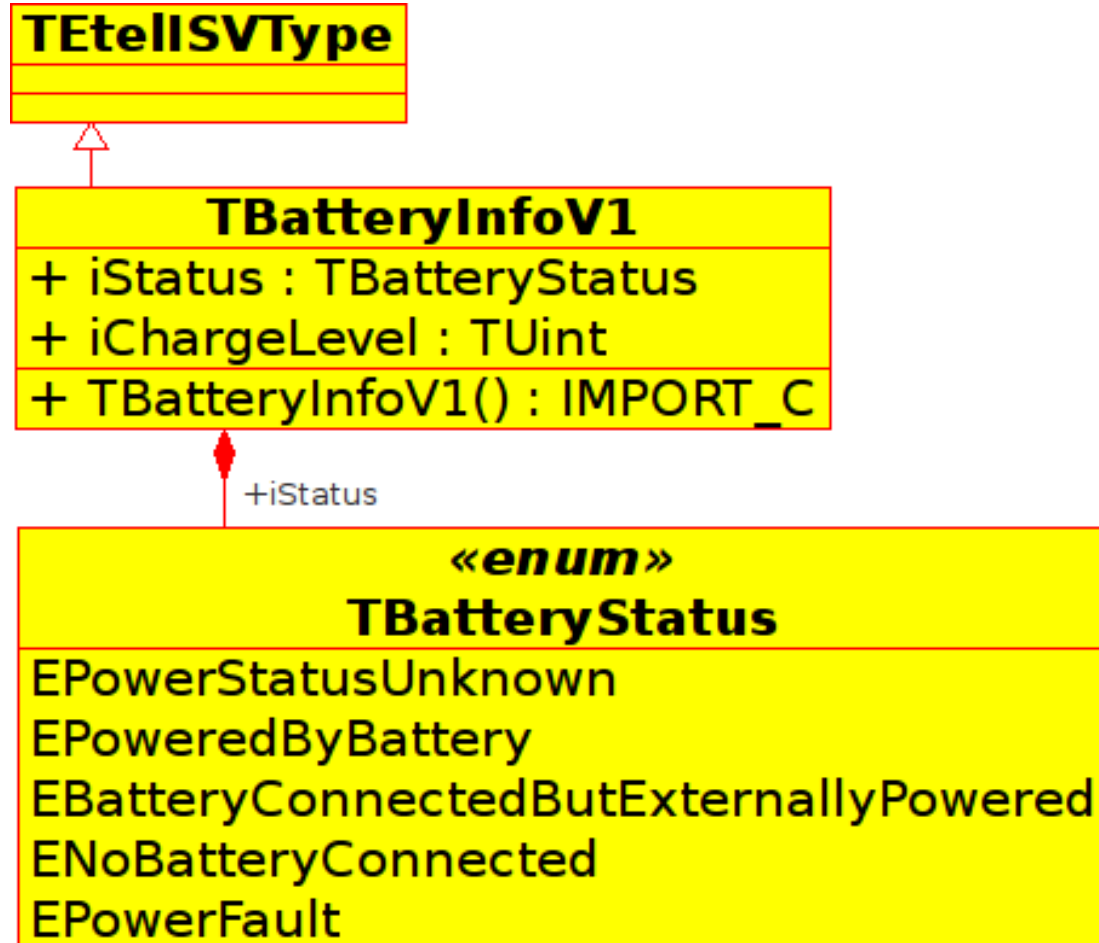 TEtelISVType
TBatteryInfoV1
+ iStatus : TBatteryStatus
+ iChargeLevel : TUint
+ TBatteryInfoV1() : IMPORT_C
+iStatus
«enum»
TBatteryStatus
EPowerStatusUnknown
EPoweredByBattery
EBatteryConnectedButExternallyPowered
ENoBatteryConnected
EPowerFault